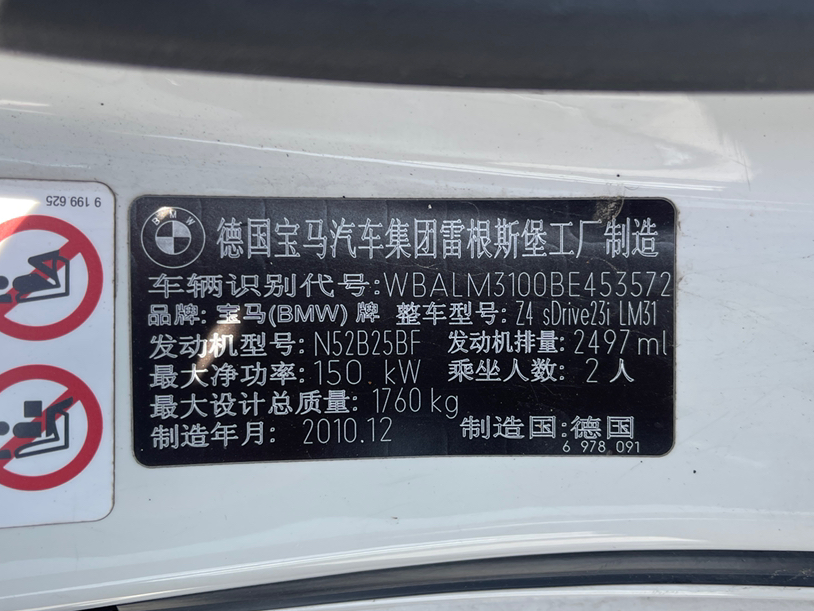 9 199 625
BMW
德国宝马汽车集团雷根斯堡工厂制造
车辆识别代号:WBALM3100BE453572
品牌: 宝马(BMW)牌 整车型号: Z4 sDrive23i LM31
发动机型号: N52B25BF 发动机排量: 2497 ml
最大净功率: 150 kW 乘坐人数: 2 人
最大设计总质量: 1760 kg
制造年月: 2010.12 制造国:德国
6 978 091